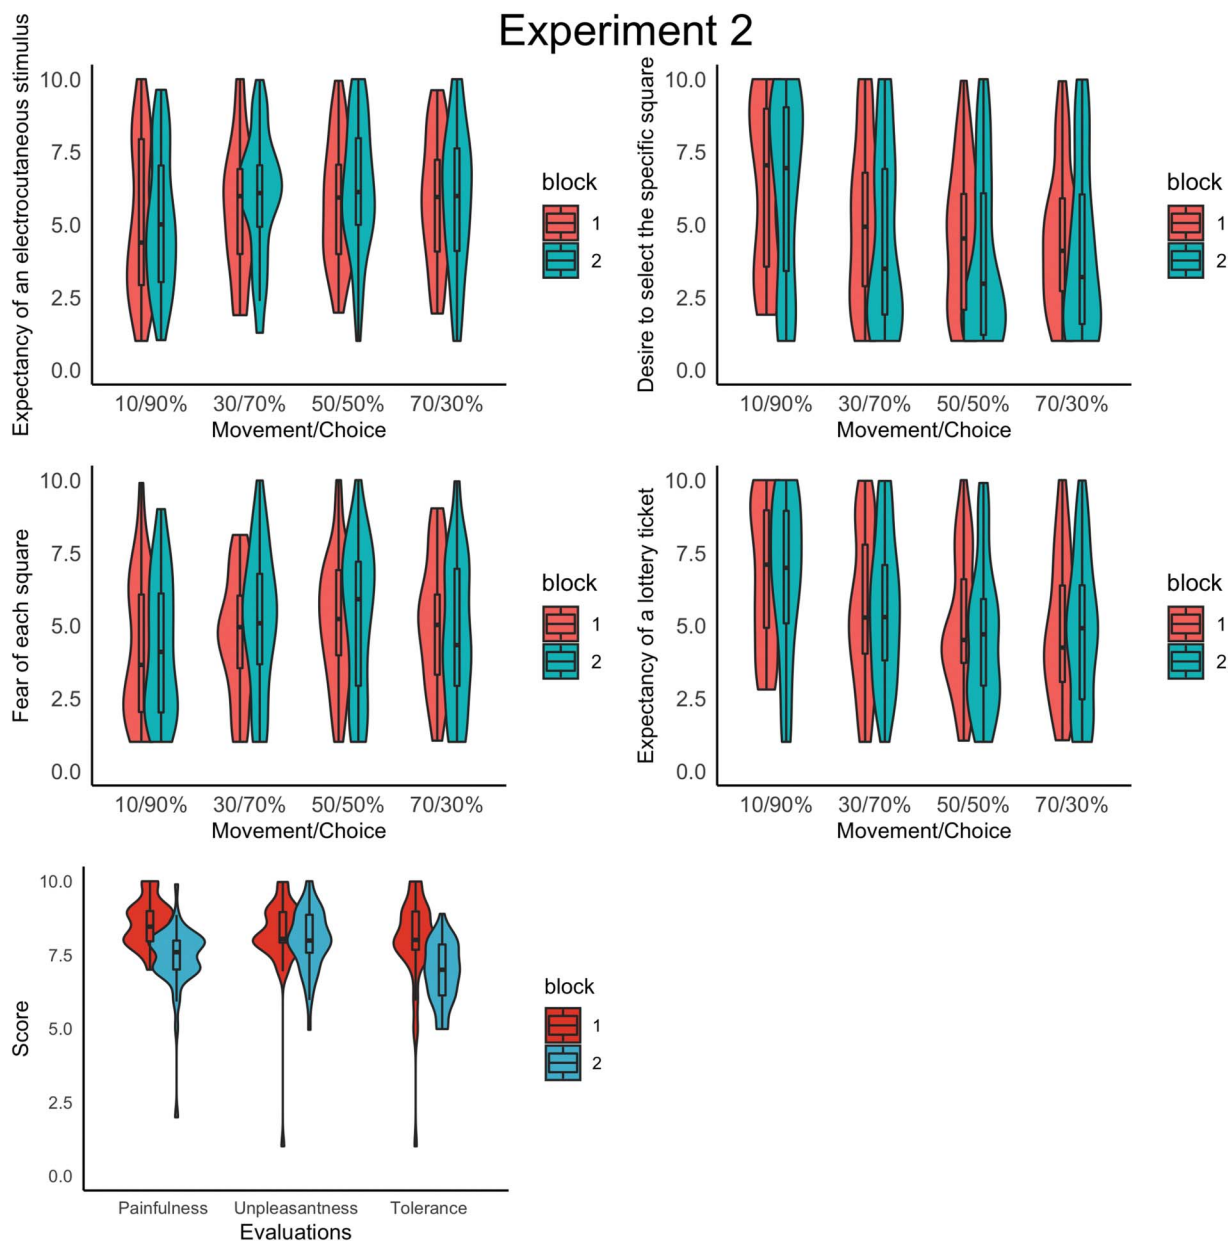 Experiment 2
Expectancy of an electrocutaneous stimulus
10.0
7.5
5.0
2.5
0.0
10/90% 30/70% 50/50% 70/30%
Movement/Choice
block
1
2
Desire to select the specific square
10.0
7.5
5.0
2.5
0.0
10/90% 30/70% 50/50% 70/30%
Movement/Choice
block
1
2
Fear of each square
10.0
7.5
5.0
2.5
0.0
10/90% 30/70% 50/50% 70/30%
Movement/Choice
block
1
2
Expectancy of a lottery ticket
10.0
7.5
5.0
2.5
0.0
10/90% 30/70% 50/50% 70/30%
Movement/Choice
block
1
2
Score
10.0
7.5
5.0
2.5
0.0
Painfulness Unpleasantness Tolerance
Evaluations
block
1
2